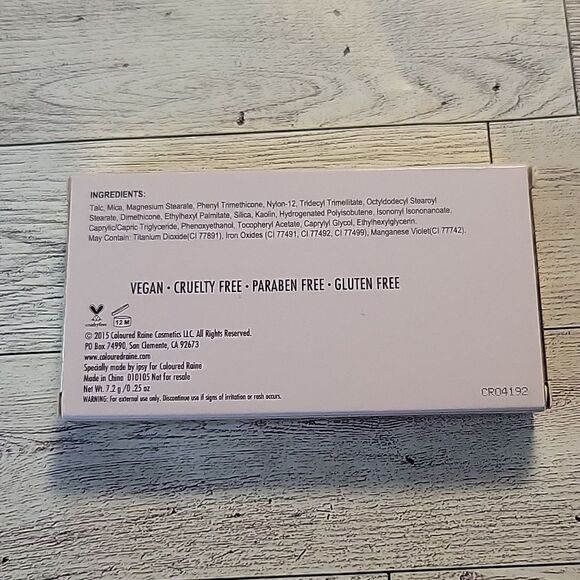 INGREDIENTS:
Talc, Mica, Magnesium Stearate, Phenyl Trimethicone, Nylon-12, Tridecyl Trimellitate, Octyldodecyl Stearoyl
Stearate, Dimethicone, Ethylhexyl Palmitate, Silica, Kaolin, Hydrogenated Polyisobutene, Isononyl Isononanoate,
Caprylic/Capric Triglyceride, Phenoxyethanol, Tocopheryl Acetate, Caprylyl Glycol, Ethylhexylglycerin.
May Contain: Titanium Dioxide(CI 77891), Iron Oxides (CI 77491, CI 77492, CI 77499), Manganese Violet(CI 77742).
VEGAN · CRUELTY FREE · PARABEN FREE · GLUTEN FREE
crueltyfree
12 M
© 2015 Coloured Raine Cosmetics LLC. All Rights Reserved.
PO Box 74990, San Clemente, CA 92673
www.colouredraine.com
Specially made by ipsy for Coloured Raine
Made in China 010105 Not for resale
Net Wt. 7.2 g/0 .25 oz
WARNING: For external use only. Discontinue use if signs of irritation or rash occurs.
CR04192